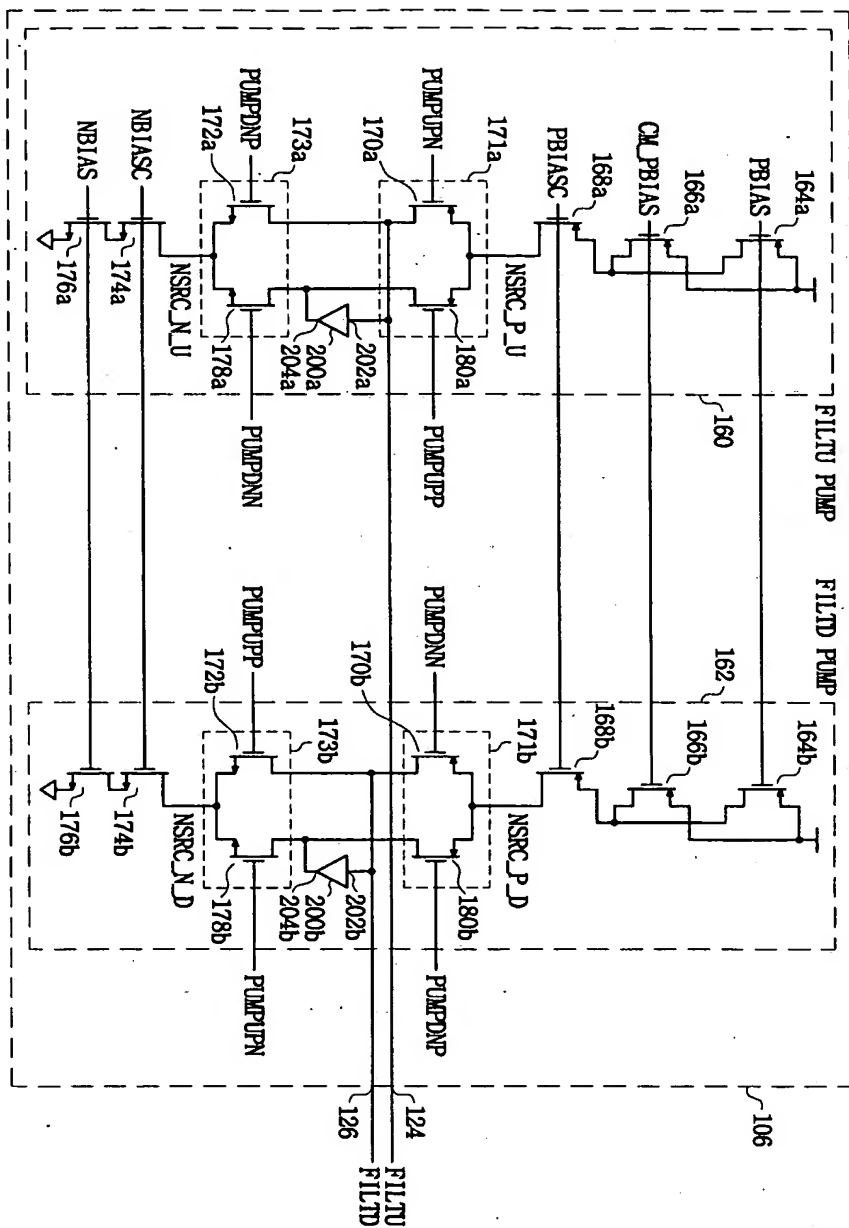 PBIAS
164a
CM_PBIAS
166a
PBIASC
168a
NSRC_P_U
171a
PUMPUPN
170a
180a
PUMPUPP
202a
200a
204a
173a
PUMPDNP
172a
178a
PUMPDNN
NSRC_N_U
NBIASC
174a
NBIAS
176a
160
FILTU PUMP
FILTD PUMP
162
164b
166b
168b
NSRC_P_D
171b
PUMPDNN
170b
180b
PUMPDNP
202b
200b
204b
173b
PUMPUPP
172b
178b
PUMPUPN
NSRC_N_D
174b
176b
106
124
126
FILTU
FILTD